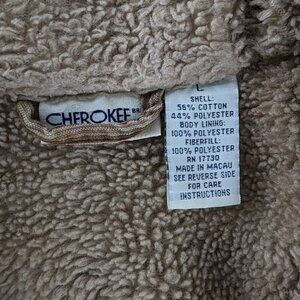 CHEROKEE BR
L
SHELL:
56% COTTON
44% POLYESTER
BODY LINING:
100% POLYESTER
FIBERFILL:
100% POLYESTER
RN 17730
MADE IN MACAU
SEE REVERSE SIDE
FOR CARE
INSTRUCTIONS